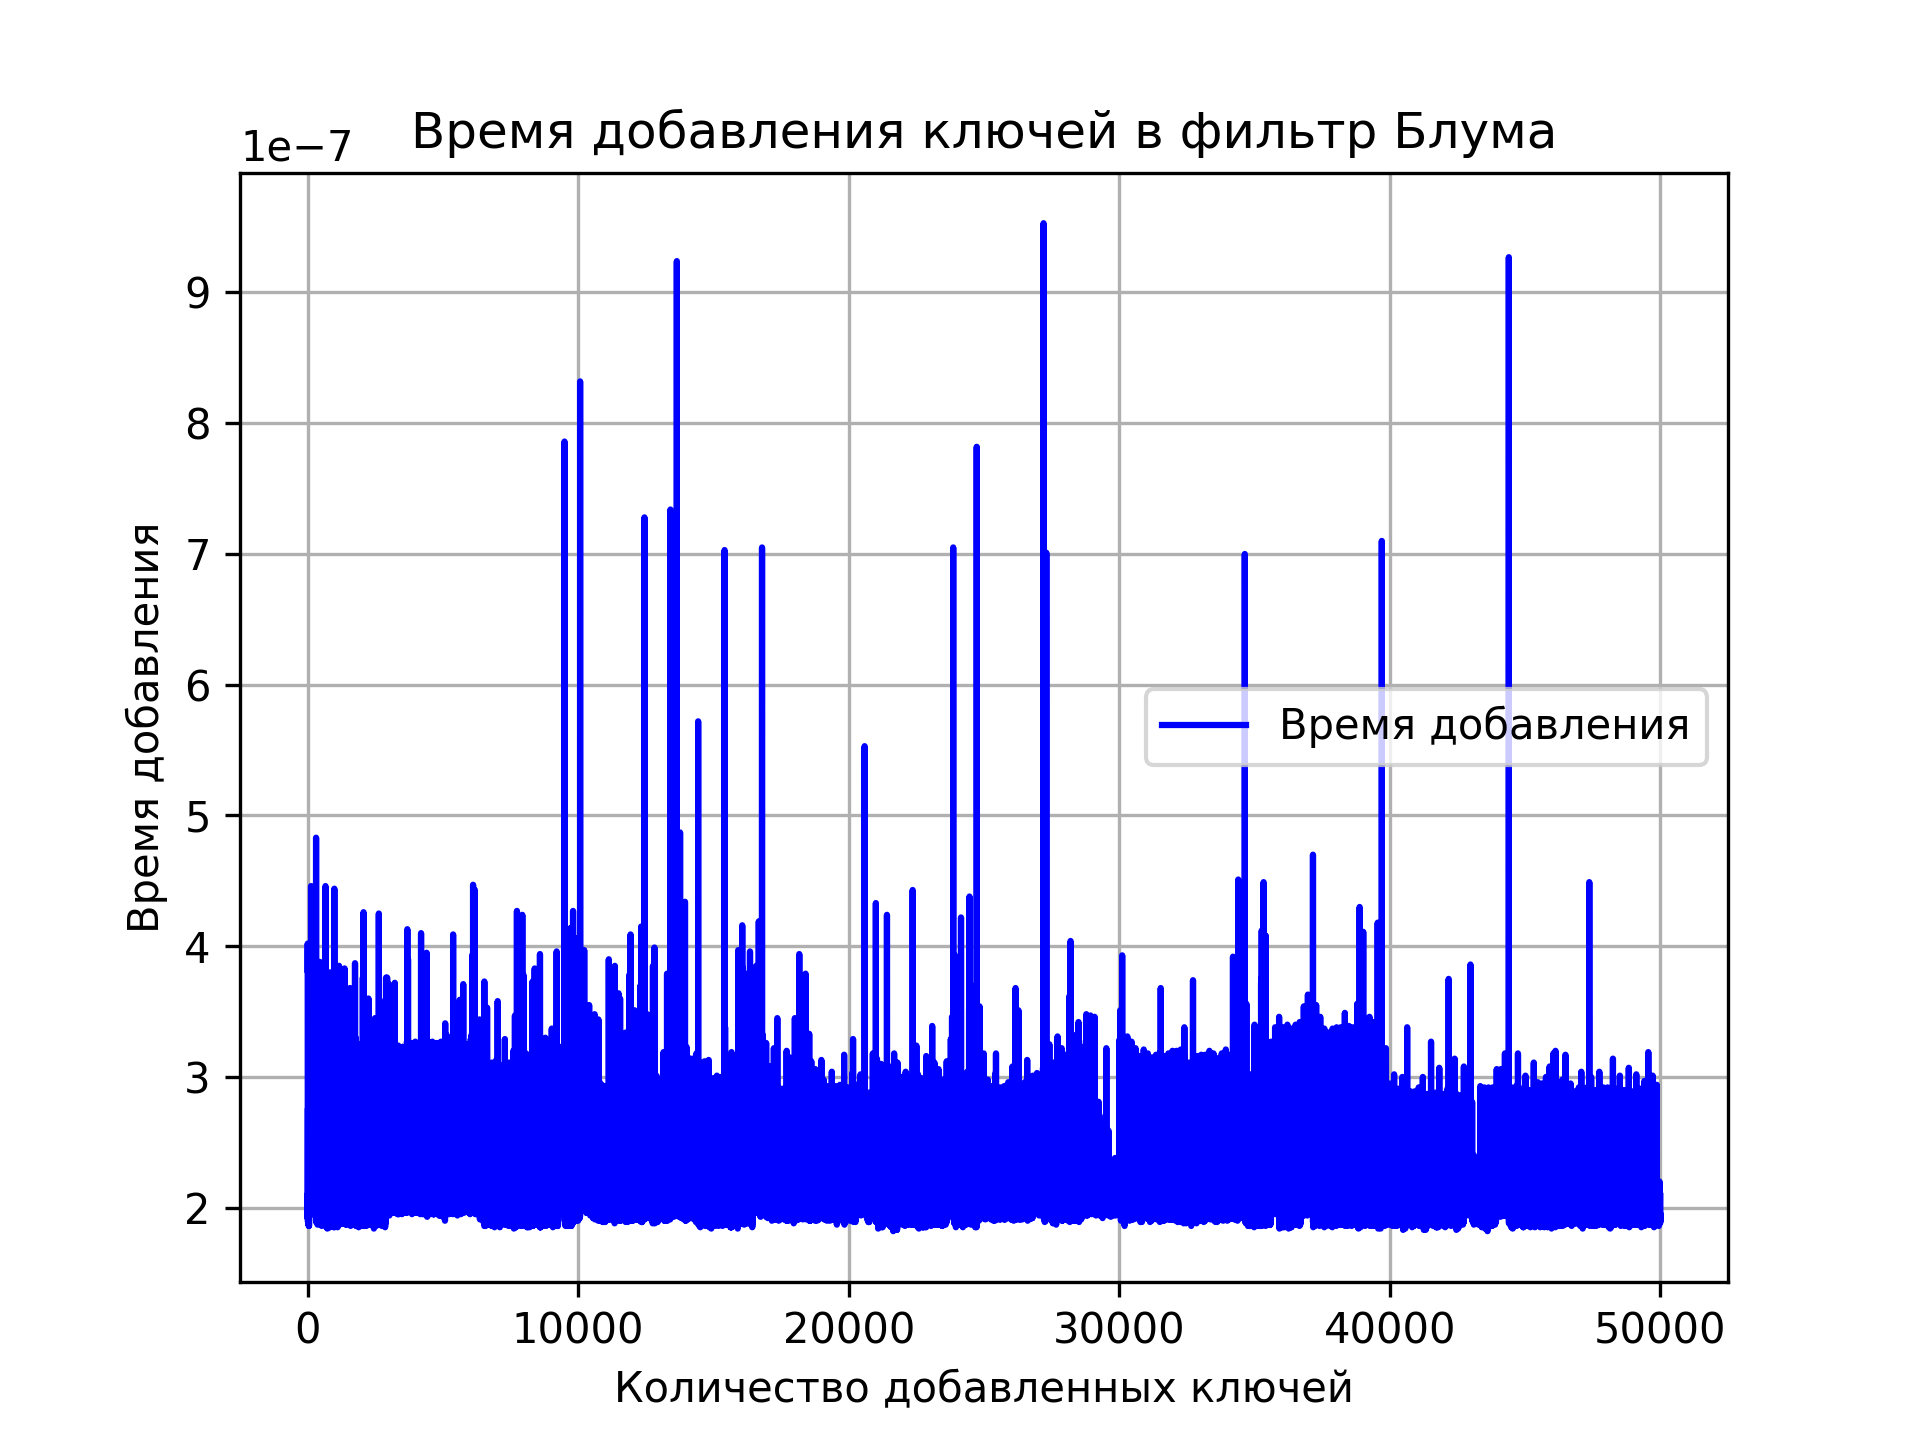 Время добавления ключей в фильтр Блума
1e−7
9
8
7
6
5
4
3
2
Время добавления
Время добавления
0 10000 20000 30000 40000 50000
Количество добавленных ключей